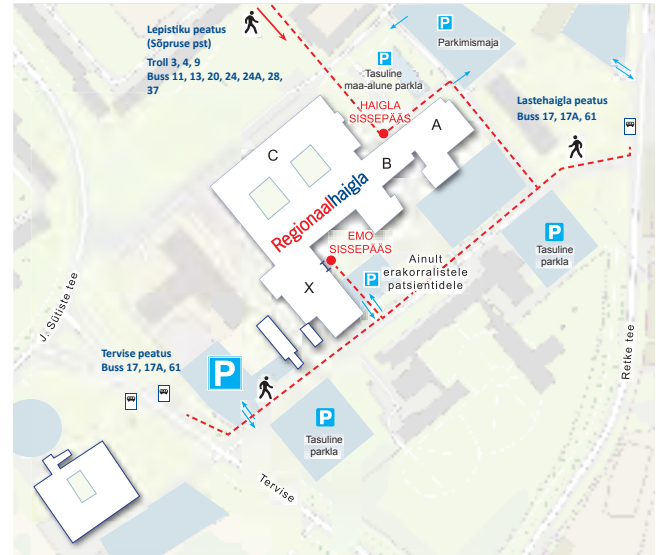 Lepistiku peatus
(Sõpruse pst)
Troll 3, 4, 9
Buss 11, 13, 20, 24, 24A, 28,
37
P
Parkimismaja
P
Tasuline
maa-alune parkla
HAIGLA
SISSEPÄÄS
Lastehaigla peatus
Buss 17, 17A, 61
A
B
C
Regionaalhaigla
EMO
SISSEPÄÄS
P
Tasuline
parkla
Ainult
erakorralistele
patsientidele
P
X
J. Sütiste tee
Retke tee
Tervise peatus
Buss 17, 17A, 61
P
P
Tasuline
parkla
Tervise